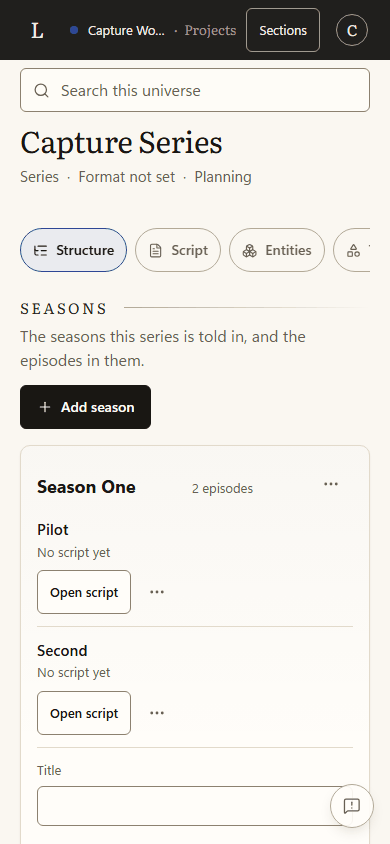 L
Capture Wo... · Projects
Sections
C
Search this universe
Capture Series
Series · Format not set · Planning
Structure
Script
Entities
SEASONS
The seasons this series is told in, and the
episodes in them.
Add season
Season One
2 episodes
Pilot
No script yet
Open script
Second
No script yet
Open script
Title